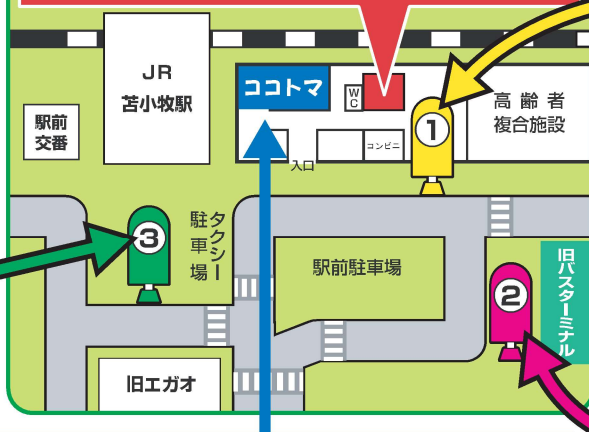 JR
苫小牧駅
ココトマ
WC
高齢者
複合施設
駅前
交番
1
コンビニ
入口
タクシー
駐車場
3
駅前駐車場
2
旧バスターミナル
旧エガオ